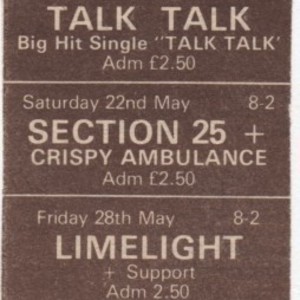 TALK TALK
Big Hit Single "TALK TALK'
Adm £2.50
Saturday 22nd May 8-2
SECTION 25 +
CRISPY AMBULANCE
Adm £2.50
Friday 28th May 8-2
LIMELIGHT
+ Support
Adm 2.50